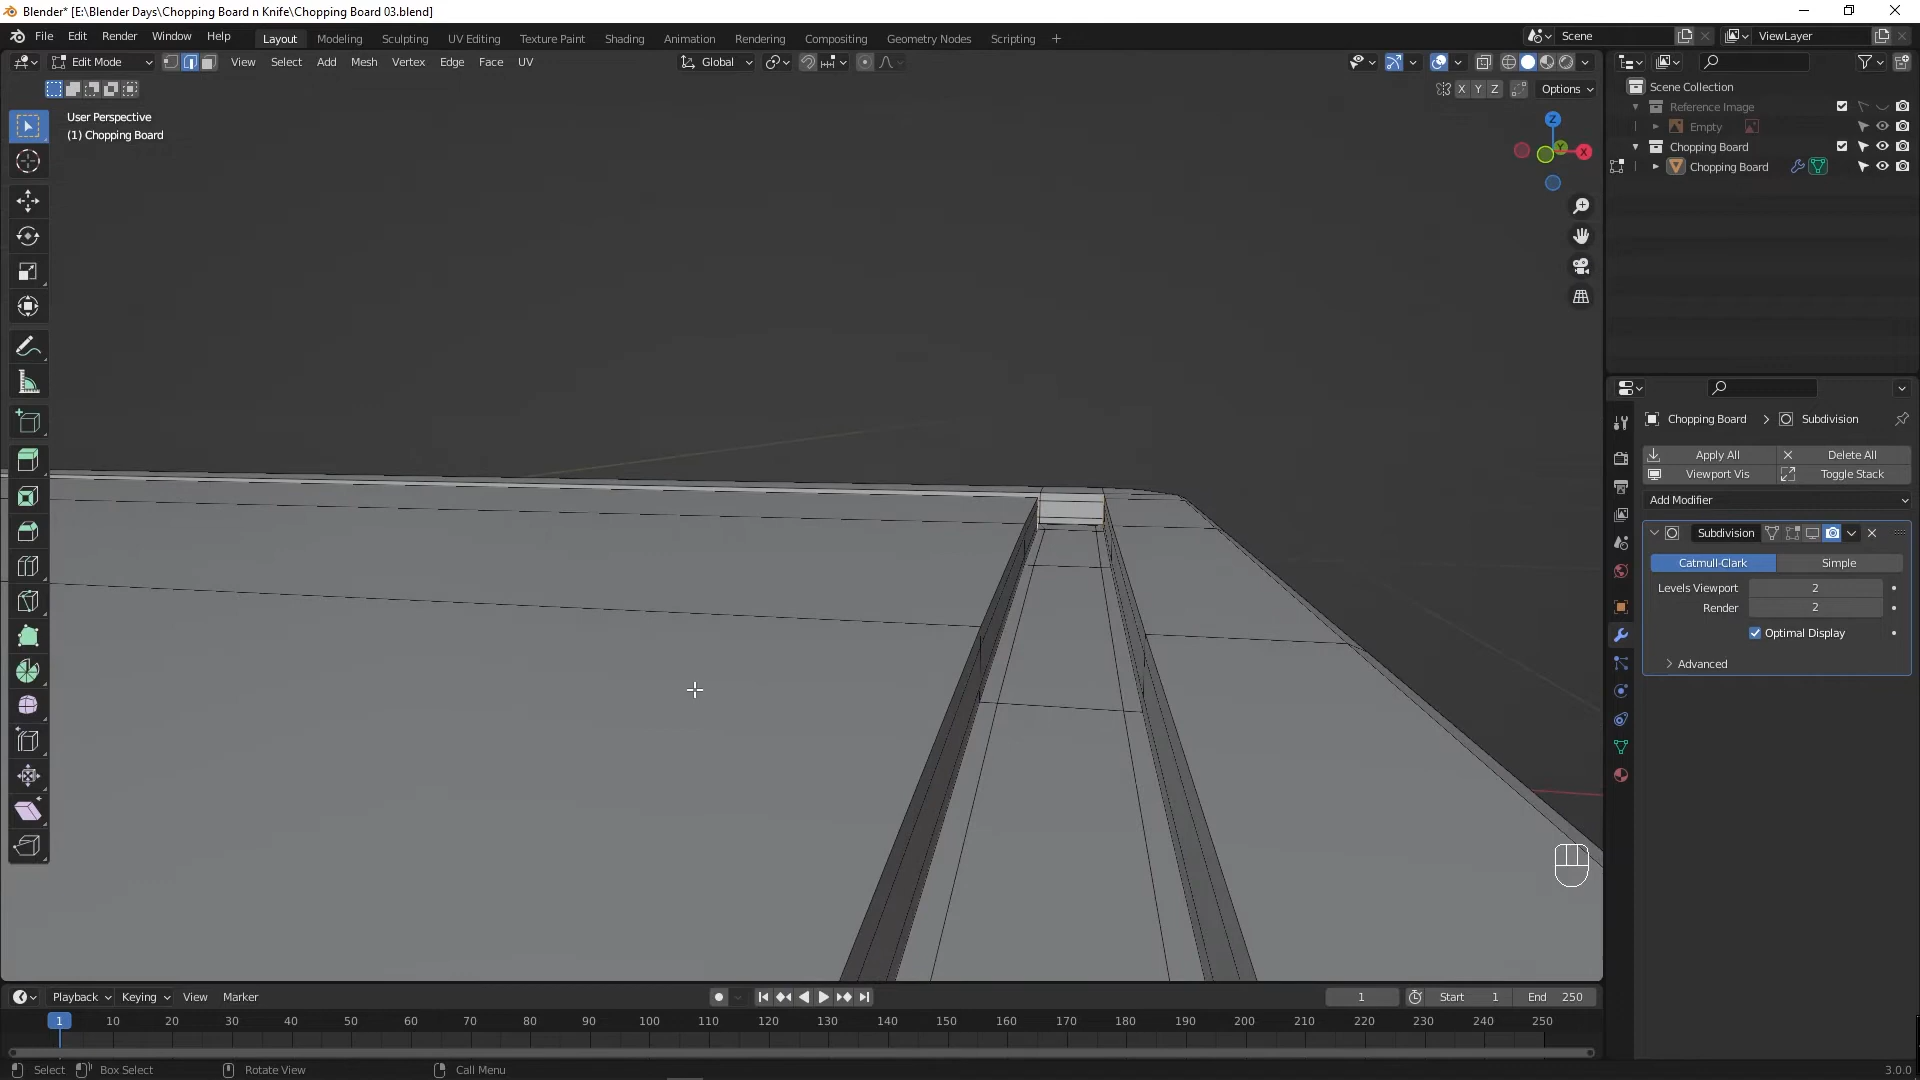 Blender* [E:\Blender Days\Chopping Board n Knife\Chopping Board 03.blend]
File Edit Render Window Help Layout Modeling Sculpting UV Editing Texture Paint Shading Animation Rendering Compositing Geometry Nodes Scripting + Scene ViewLayer
Edit Mode View Select Add Mesh Vertex Edge Face UV Global
X Y Z Options
User Perspective
(1) Chopping Board
Z
Y
X
Scene Collection
Reference Image
Empty
Chopping Board
Chopping Board
Chopping Board > Subdivision
Apply All Delete All
Viewport Vis Toggle Stack
Add Modifier
Subdivision
Catmull-Clark Simple
Levels Viewport 2
Render 2
Optimal Display
Advanced
Playback Keying View Marker 1 Start 1 End 250
1 10 20 30 40 50 60 70 80 90 100 110 120 130 140 150 160 170 180 190 200 210 220 230 240 250
Select Box Select Rotate View Call Menu 3.0.0